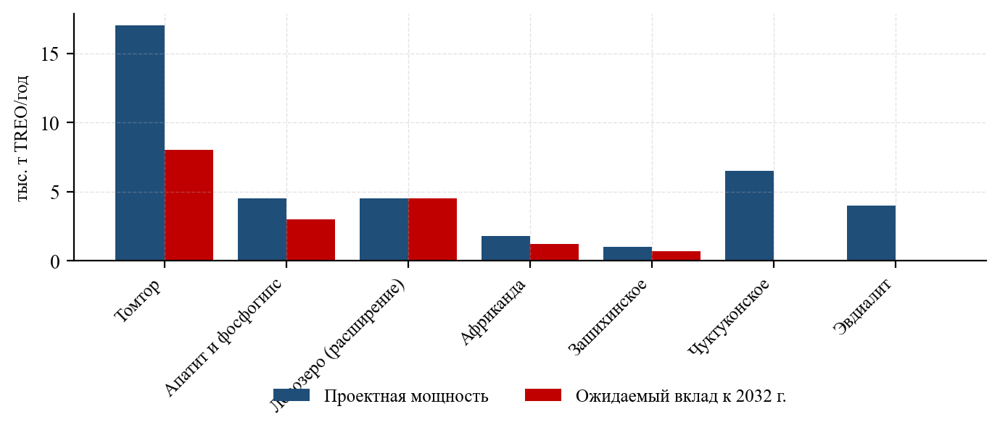 тыс. т TREO/год
15
10
5
0
Томтор
Апатит и фосфогипс
Ловозеро (расширение)
Африканда
Зашихинское
Чуктуконское
Эвдиалит
Проектная мощность
Ожидаемый вклад к 2032 г.